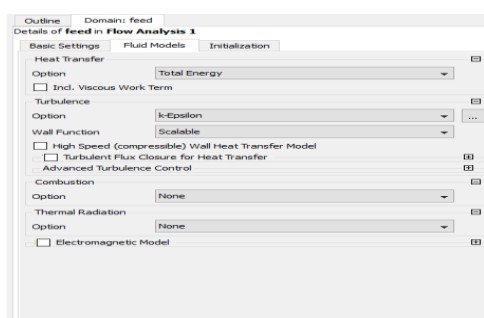 Outline Domain: feed
Details of feed in Flow Analysis 1
Basic Settings Fluid Models Initialization
Heat Transfer
Option Total Energy
Incl. Viscous Work Term
Turbulence
Option k-Epsilon ...
Wall Function Scalable
High Speed (compressible) Wall Heat Transfer Model
Turbulent Flux Closure for Heat Transfer
Advanced Turbulence Control
Combustion
Option None
Thermal Radiation
Option None
Electromagnetic Model